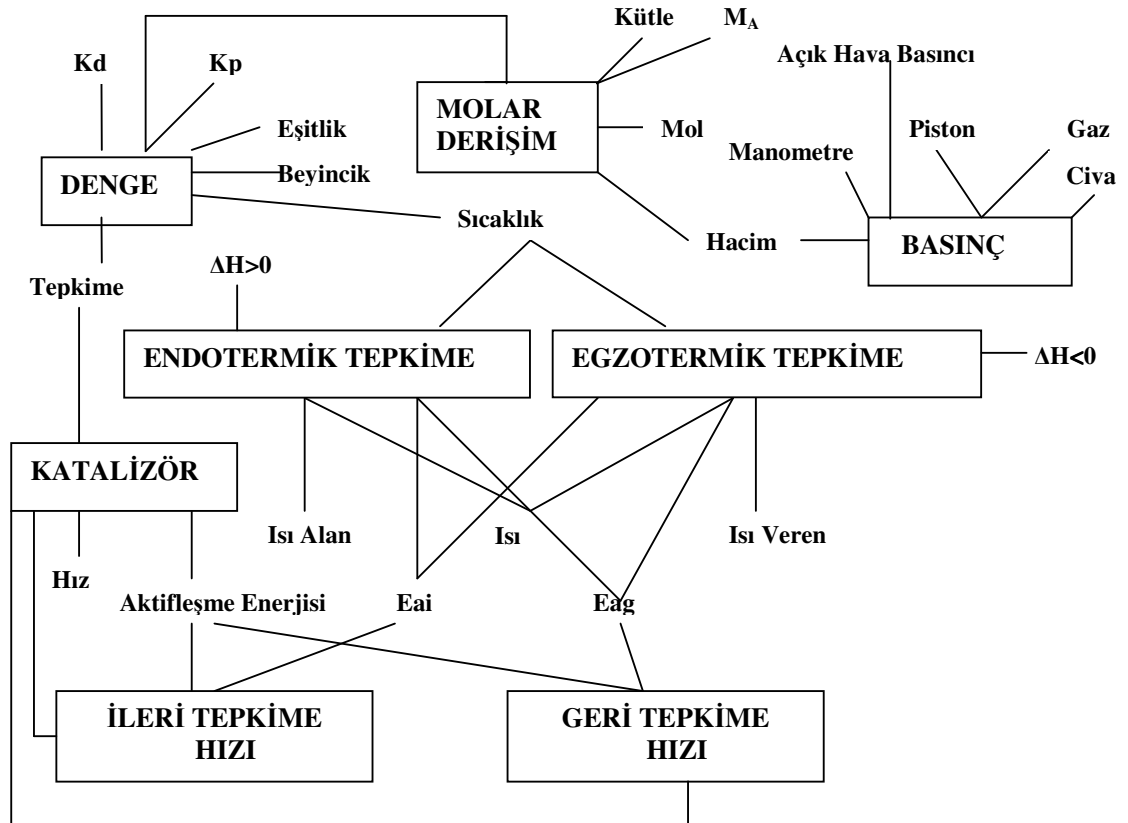 Kütle
M_A
Kd
Kp
Açık Hava Basıncı
MOLAR
DERİŞİM
Eşitlik
Mol
Piston
Gaz
Manometre
DENGE
Beyincik
Civa
Sıcaklık
Hacim
BASINÇ
ΔH>0
Tepkime
ENDOTERMİK TEPKİME
EGZOTERMİK TEPKİME
ΔH<0
KATALİZÖR
Isı Alan
Isı
Isı Veren
Hız
Aktifleşme Enerjisi
Eai
Eag
İLERİ TEPKİME
HIZI
GERİ TEPKİME
HIZI